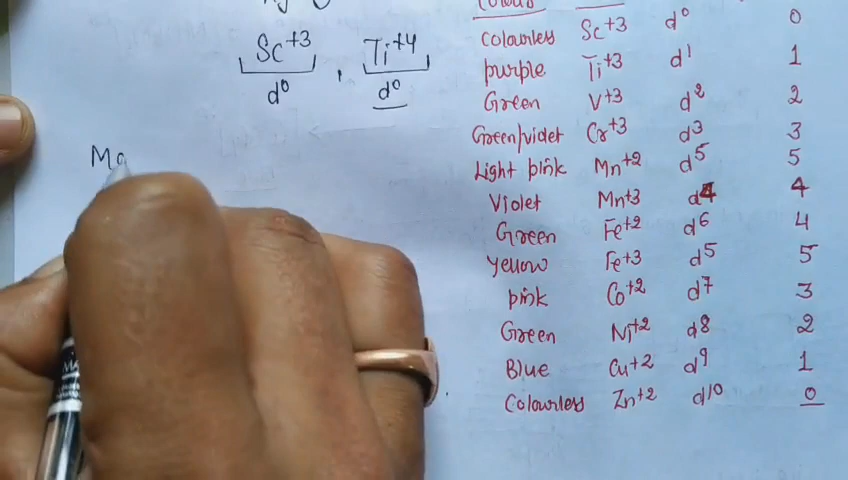 Sc+3 , Ti+4
d0 d0
Colourless Sc+3 d0 0
purple Ti+3 d1 1
Green V+3 d2 2
Green/violet Cr+3 d3 3
Light pink Mn+2 d5 5
Violet Mn+3 d4 4
Green Fe+2 d6 4
Yellow Fe+3 d5 5
pink Co+2 d7 3
Green Ni+2 d8 2
Blue Cu+2 d9 1
Colourless Zn+2 d10 0